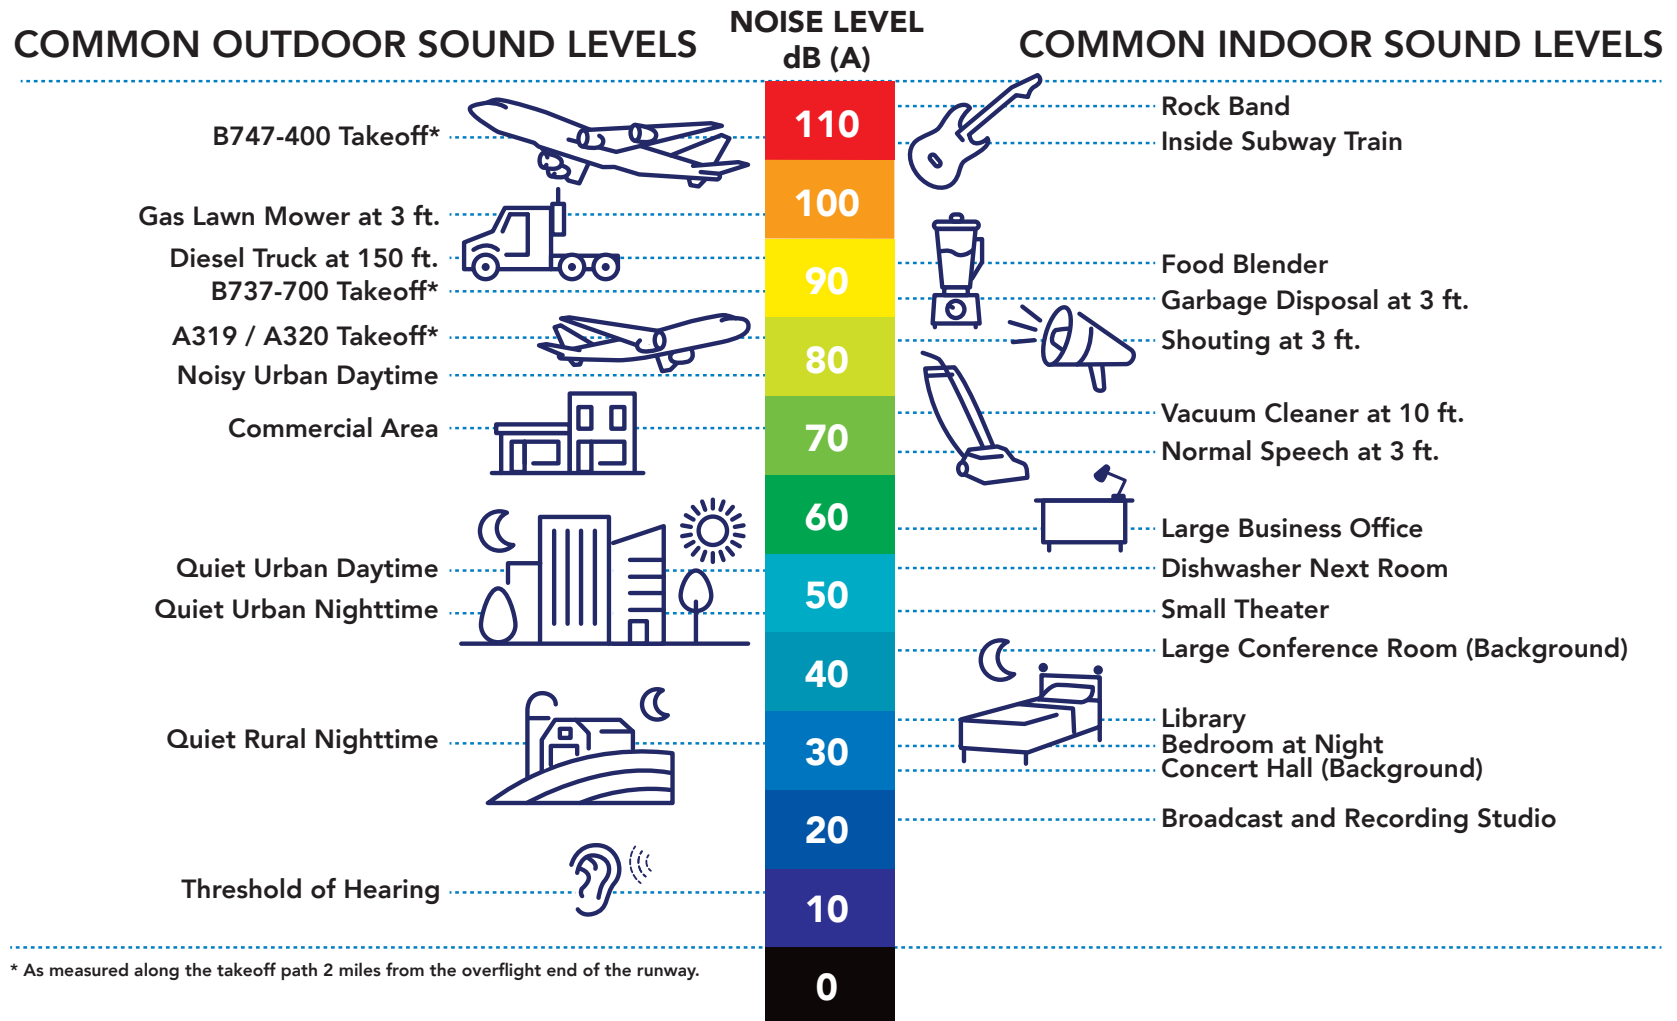 COMMON OUTDOOR SOUND LEVELS
NOISE LEVEL
dB (A)
COMMON INDOOR SOUND LEVELS
B747-400 Takeoff*
Gas Lawn Mower at 3 ft.
Diesel Truck at 150 ft.
B737-700 Takeoff*
A319 / A320 Takeoff*
Noisy Urban Daytime
Commercial Area
Quiet Urban Daytime
Quiet Urban Nighttime
Quiet Rural Nighttime
Threshold of Hearing
110
100
90
80
70
60
50
40
30
20
10
0
Rock Band
Inside Subway Train
Food Blender
Garbage Disposal at 3 ft.
Shouting at 3 ft.
Vacuum Cleaner at 10 ft.
Normal Speech at 3 ft.
Large Business Office
Dishwasher Next Room
Small Theater
Large Conference Room (Background)
Library
Bedroom at Night
Concert Hall (Background)
Broadcast and Recording Studio
* As measured along the takeoff path 2 miles from the overflight end of the runway.